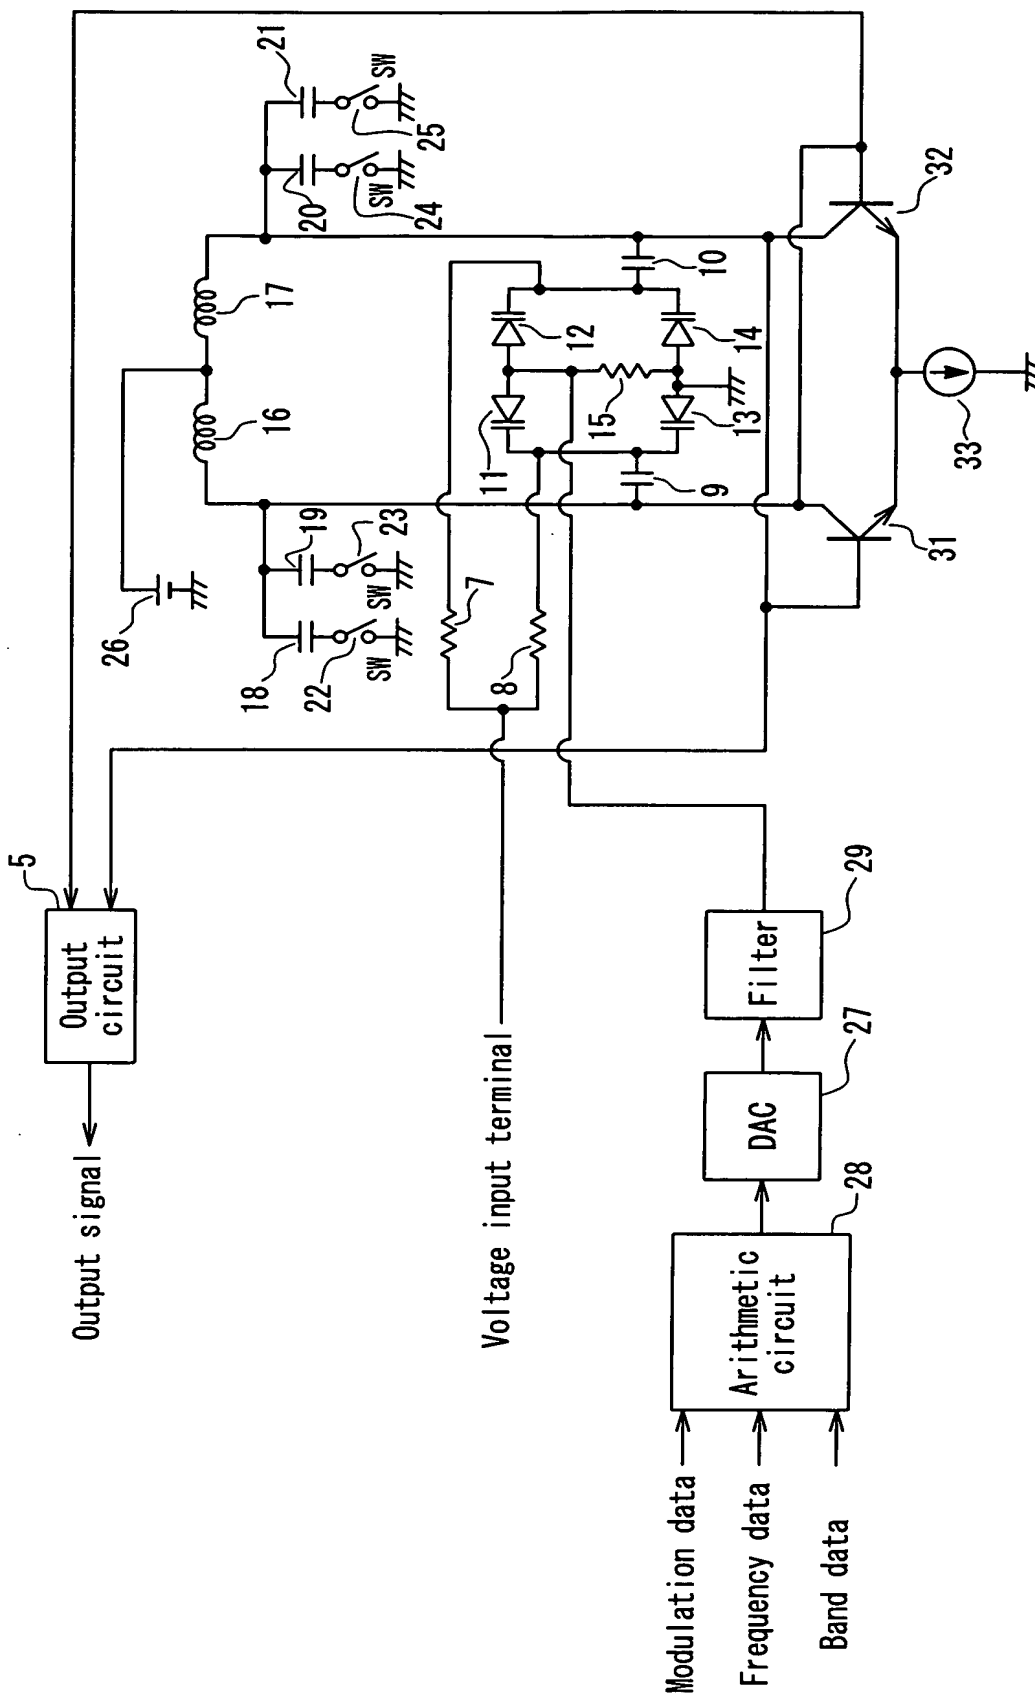 Output signal
Output
circuit
5
Voltage input terminal
Modulation data
Frequency data
Band data
Arithmetic
circuit
28
DAC
27
Filter
29
26
16
17
18
19
20
21
22
23
24
25
SW
SW
SW
SW
7
8
9
10
11
12
13
14
15
31
32
33